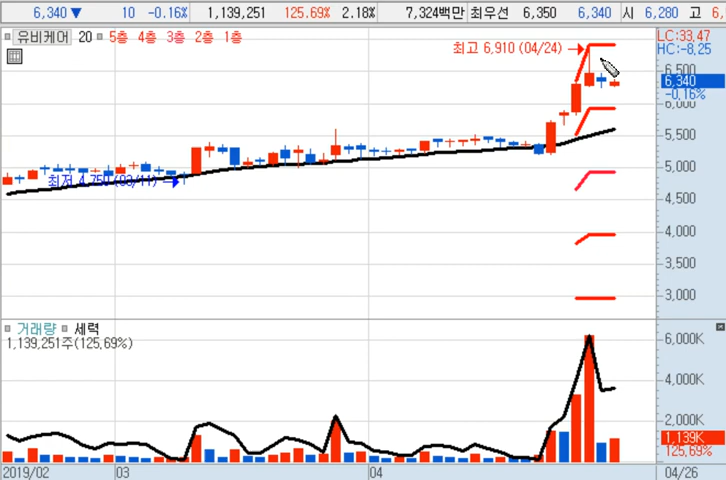 6,340 ▼ 10 -0.16% 1,139,251 125.69% 2.18% 7,324백만 최우선 6,350 6,340 시 6,280 고 6,
유비케어 20 5층 4층 3층 2층 1층
LC:33.47
HC:-8.25
최고 6,910 (04/24)
6,500
6,340
-0.16%
6,000
5,500
5,000
최저 4,750 (03/11)
4,500
4,000
3,500
3,000
거래량 세력
1,139,251주(125,69%)
6,000K
4,000K
2,000K
1,139K
125,69%
2019/02 03 04 04/26